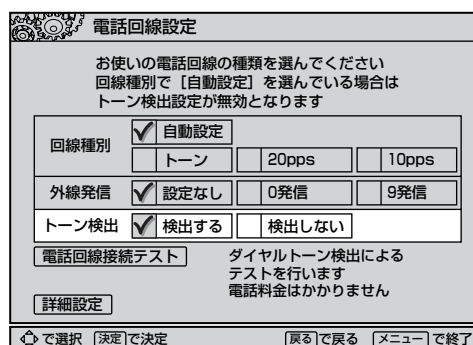 電話回線設定
お使いの電話回線の種類を選んでください
回線種別で［自動設定］を選んでいる場合は
トーン検出設定が無効となります
回線種別 自動設定
トーン 20pps 10pps
外線発信 設定なし 0発信 9発信
トーン検出 検出する 検出しない
電話回線接続テスト ダイヤルトーン検出による
テストを行います
電話料金はかかりません
詳細設定
で選択 決定で決定 戻るで戻る メニューで終了